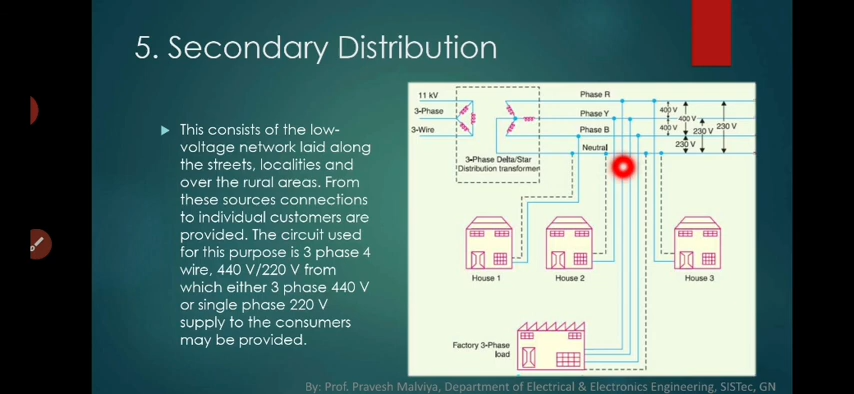 5. Secondary Distribution
This consists of the low-
voltage network laid along
the streets, localities and
over the rural areas. From
these sources connections
to individual customers are
provided. The circuit used
for this purpose is 3 phase 4
wire, 440 V/220 V from
which either 3 phase 440 V
or single phase 220 V
supply to the consumers
may be provided.
11 kV
3-Phase
3-Wire
3-Phase Delta/Star
Distribution transformer
Phase R
Phase Y
Phase B
Neutral
400 V
400 V
400 V
230 V
230 V
230 V
House 1
House 2
House 3
Factory 3-Phase
load
By: Prof. Pravesh Malviya, Department of Electrical & Electronics Engineering, SISTec, GN